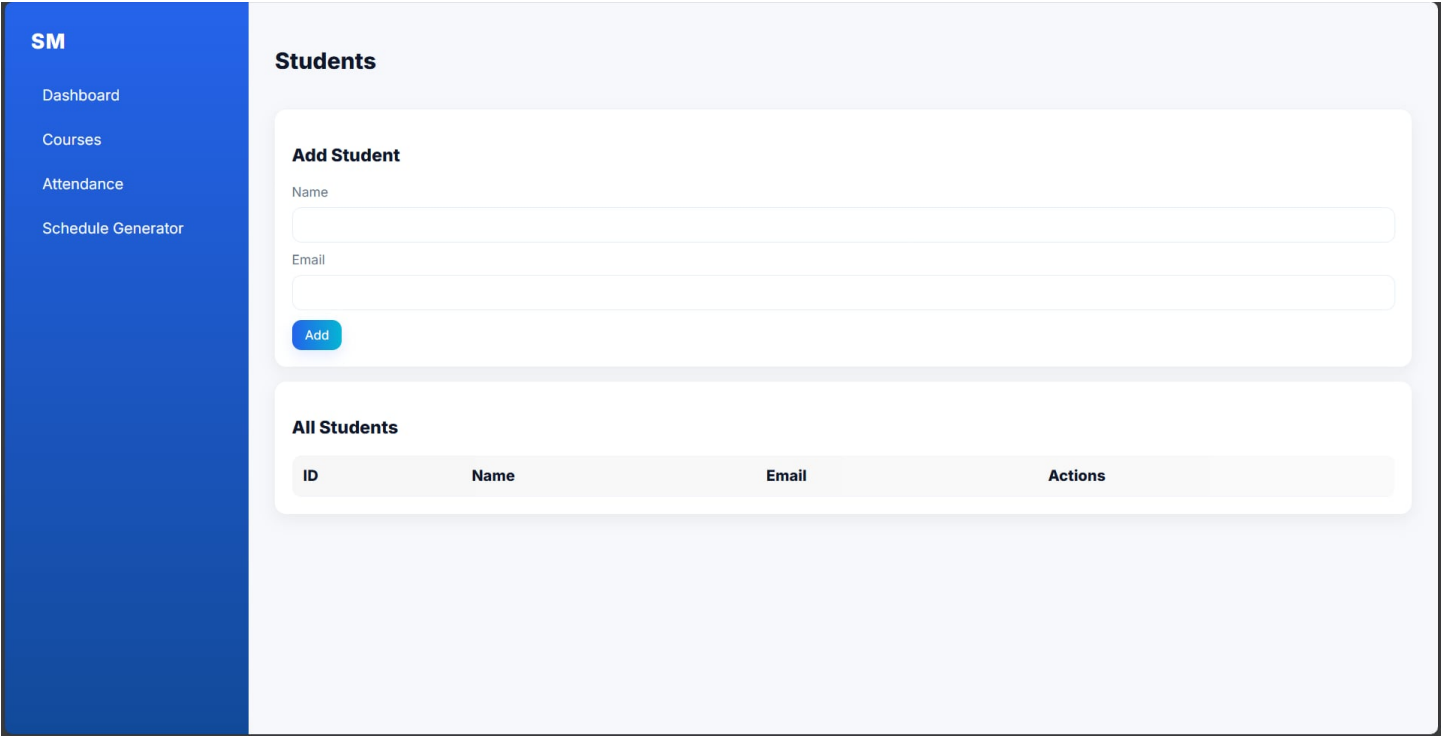 SM
Dashboard
Courses
Attendance
Schedule Generator
Students
Add Student
Name
Email
Add
All Students
ID Name Email Actions